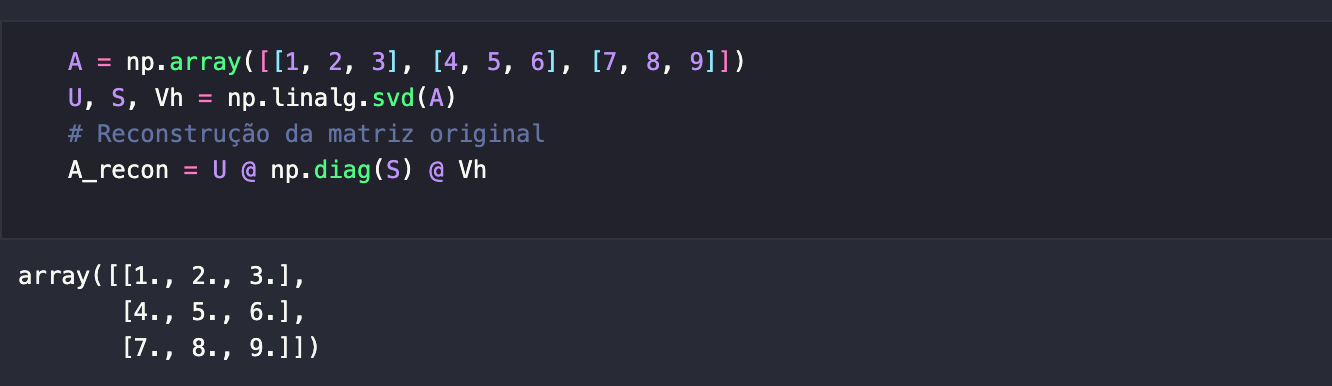 A = np.array([[1, 2, 3], [4, 5, 6], [7, 8, 9]])
U, S, Vh = np.linalg.svd(A)
# Reconstrução da matriz original
A_recon = U @ np.diag(S) @ Vh
array([[1., 2., 3.],
       [4., 5., 6.],
       [7., 8., 9.]])